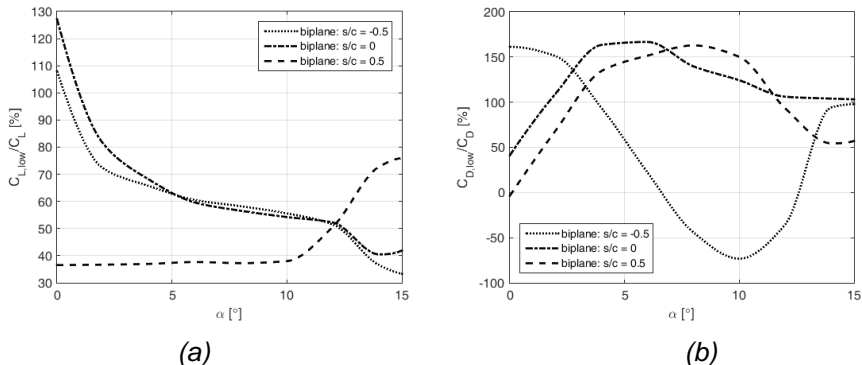 130
120
110
100
90
80
70
60
50
40
30
0
5
10
15
C_L,low/C_L [%]
α [°]
biplane: s/c = -0.5
biplane: s/c = 0
biplane: s/c = 0.5
(a)
200
150
100
50
0
-50
-100
0
5
10
15
C_D,low/C_D [%]
α [°]
biplane: s/c = -0.5
biplane: s/c = 0
biplane: s/c = 0.5
(b)